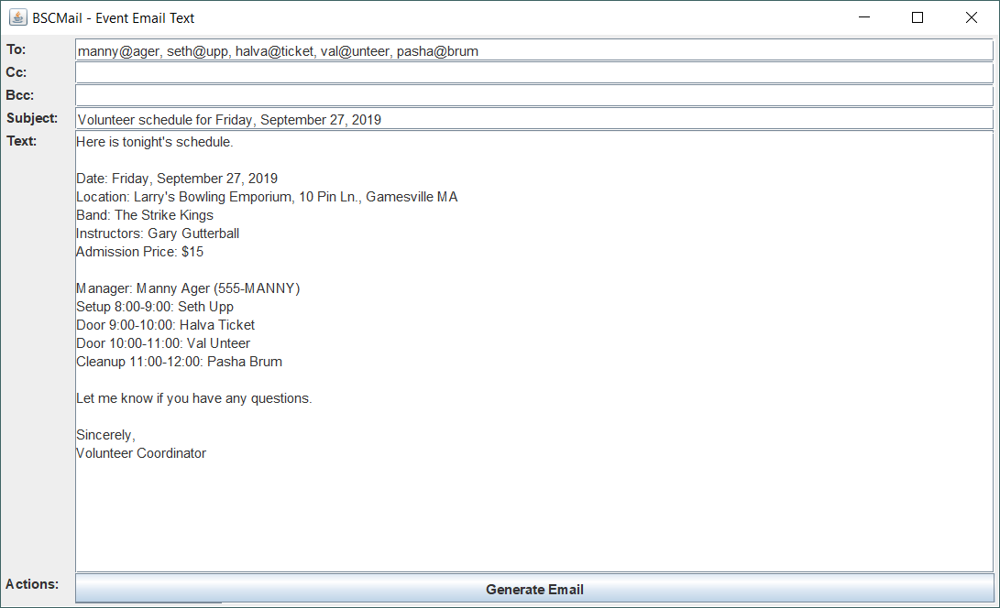 BSCMail - Event Email Text
To: manny@ager, seth@upp, halva@ticket, val@unteer, pasha@brum
Cc:
Bcc:
Subject: Volunteer schedule for Friday, September 27, 2019
Text: Here is tonight's schedule.
Date: Friday, September 27, 2019
Location: Larry's Bowling Emporium, 10 Pin Ln., Gamesville MA
Band: The Strike Kings
Instructors: Gary Gutterball
Admission Price: $15
Manager: Manny Ager (555-MANNY)
Setup 8:00-9:00: Seth Upp
Door 9:00-10:00: Halva Ticket
Door 10:00-11:00: Val Unteer
Cleanup 11:00-12:00: Pasha Brum
Let me know if you have any questions.
Sincerely,
Volunteer Coordinator
Actions: Generate Email